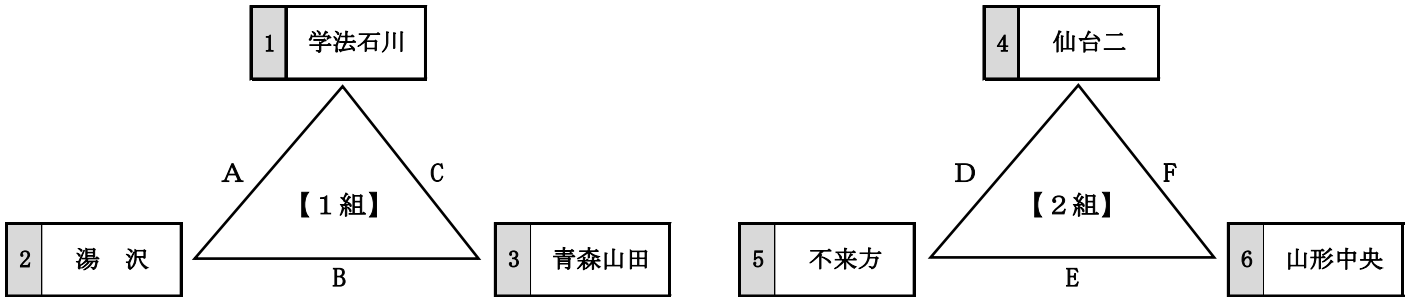 1 学法石川
A
C
【１組】
2 湯　沢
B
3 青森山田
4 仙台二
D
F
【２組】
5 不来方
E
6 山形中央